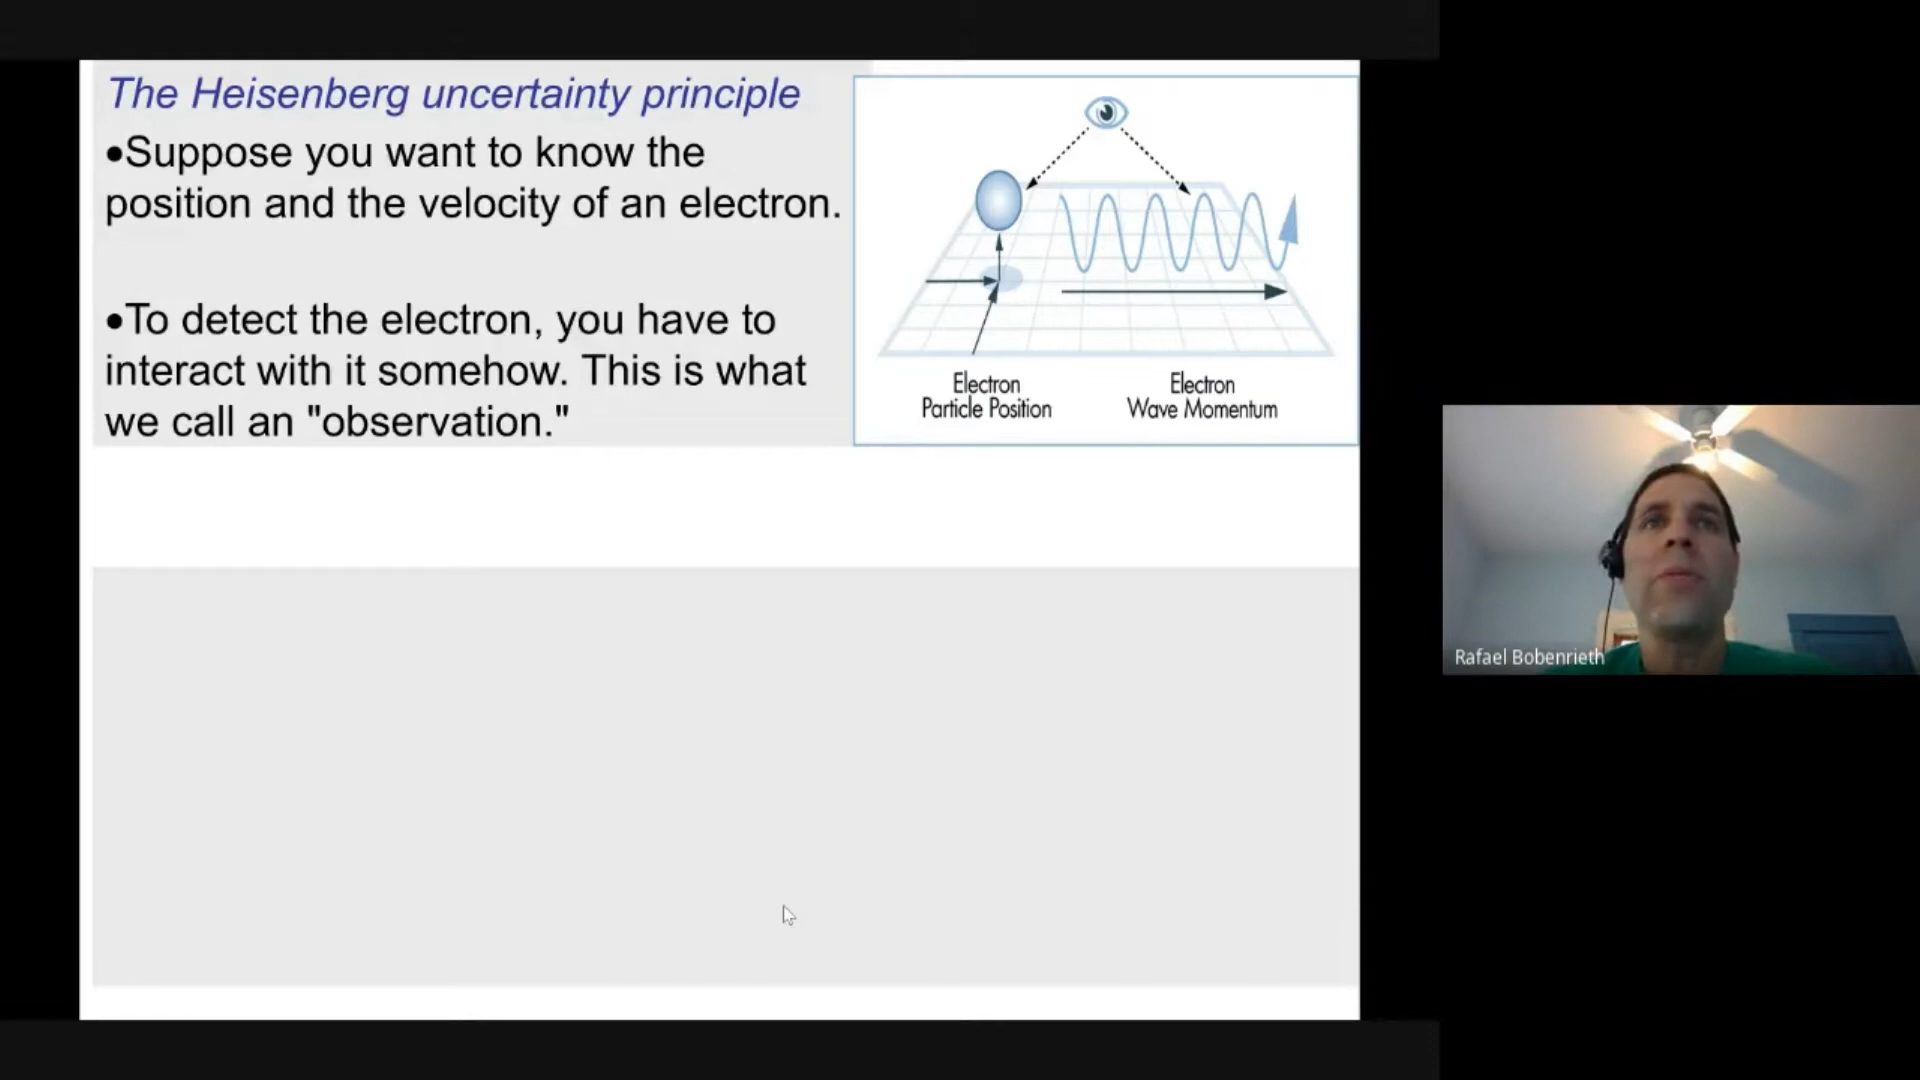 The Heisenberg uncertainty principle
•Suppose you want to know the
position and the velocity of an electron.
•To detect the electron, you have to
interact with it somehow. This is what
we call an "observation."
Electron
Particle Position
Electron
Wave Momentum
Rafael Bobenrieth